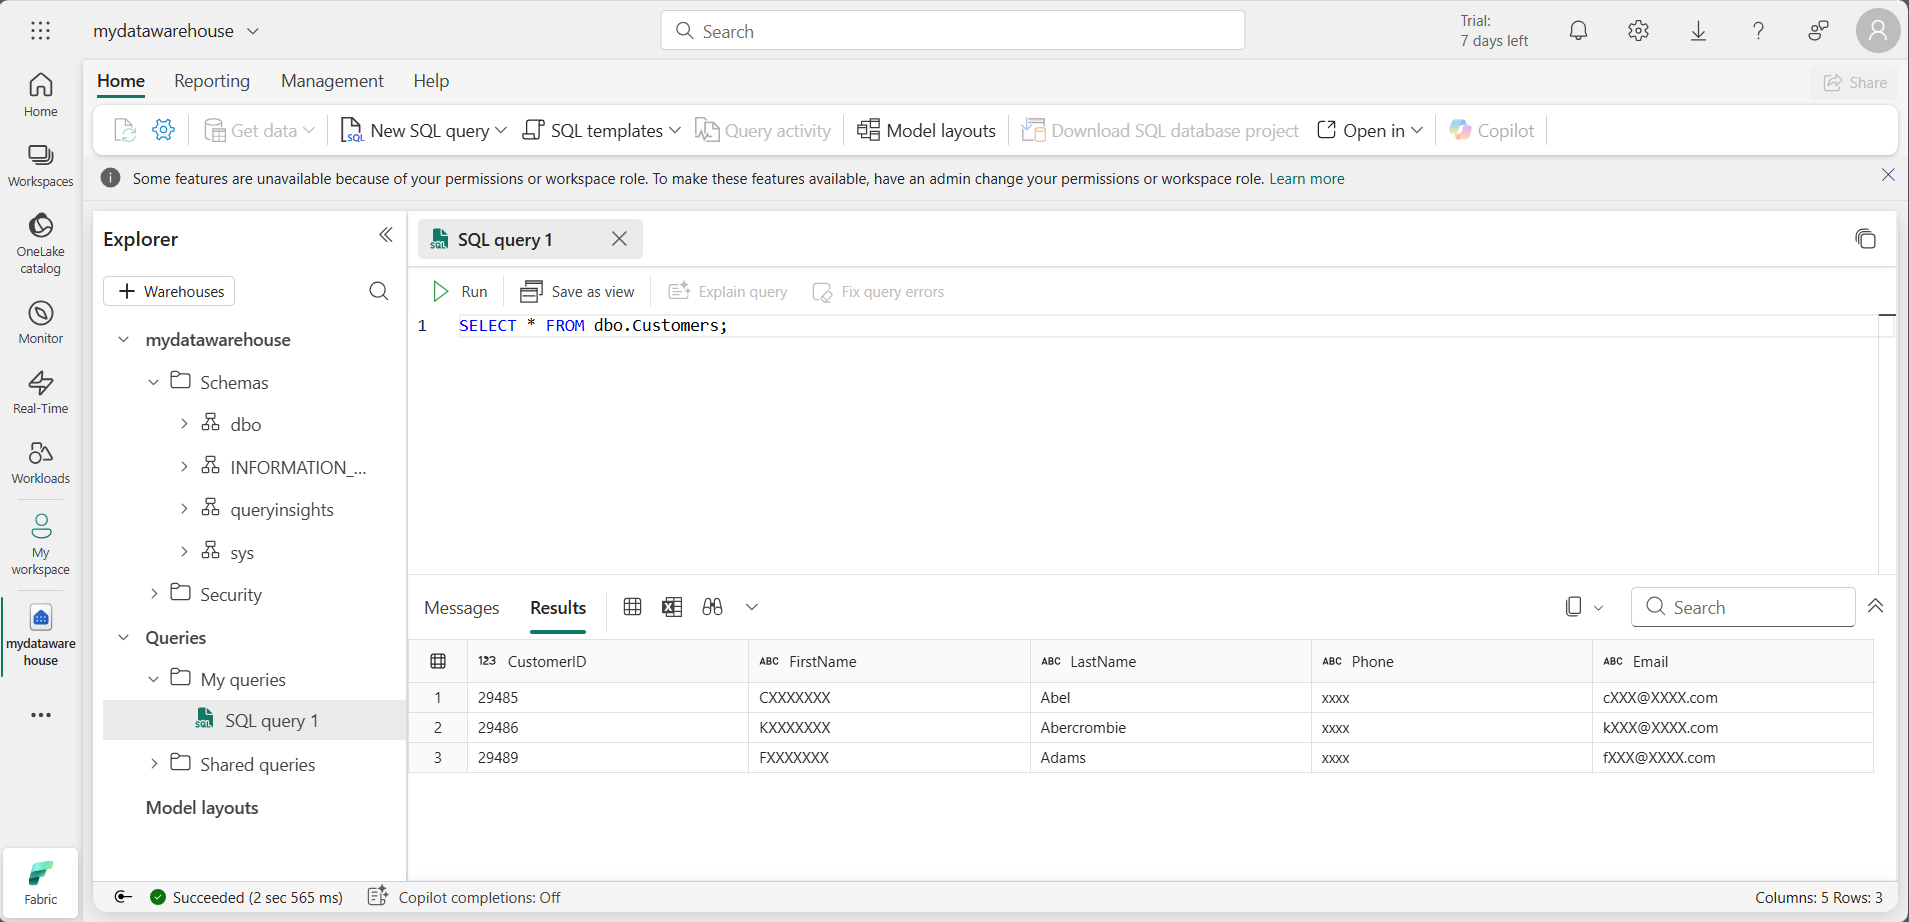 mydatawarehouse
Search
Trial:
7 days left
Home
Reporting
Management
Help
Share
Get data
New SQL query
SQL templates
Query activity
Model layouts
Download SQL database project
Open in
Copilot
Some features are unavailable because of your permissions or workspace role. To make these features available, have an admin change your permissions or workspace role. Learn more
Home
Workspaces
OneLake
catalog
Monitor
Real-Time
Workloads
My
workspace
mydataware
house
Fabric
Explorer
Warehouses
mydatawarehouse
Schemas
dbo
INFORMATION_...
queryinsights
sys
Security
Queries
My queries
SQL query 1
Shared queries
Model layouts
SQL query 1
Run
Save as view
Explain query
Fix query errors
1 SELECT * FROM dbo.Customers;
Messages
Results
Search
123 CustomerID ABC FirstName ABC LastName ABC Phone ABC Email
1 29485 CXXXXXXX Abel xxxx cXXX@XXXX.com
2 29486 KXXXXXXX Abercrombie xxxx kXXX@XXXX.com
3 29489 FXXXXXXX Adams xxxx fXXX@XXXX.com
Succeeded (2 sec 565 ms)
Copilot completions: Off
Columns: 5 Rows: 3